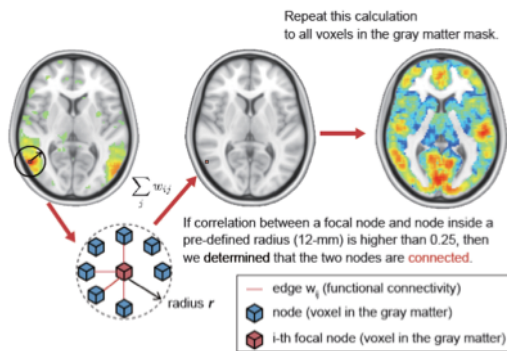 Repeat this calculation
to all voxels in the gray matter mask.
∑ w_ij
j
If correlation between a focal node and node inside a
pre-defined radius (12-mm) is higher than 0.25, then
we determined that the two nodes are connected.
radius r
edge w_ij (functional connectivity)
node (voxel in the gray matter)
i-th focal node (voxel in the gray matter)